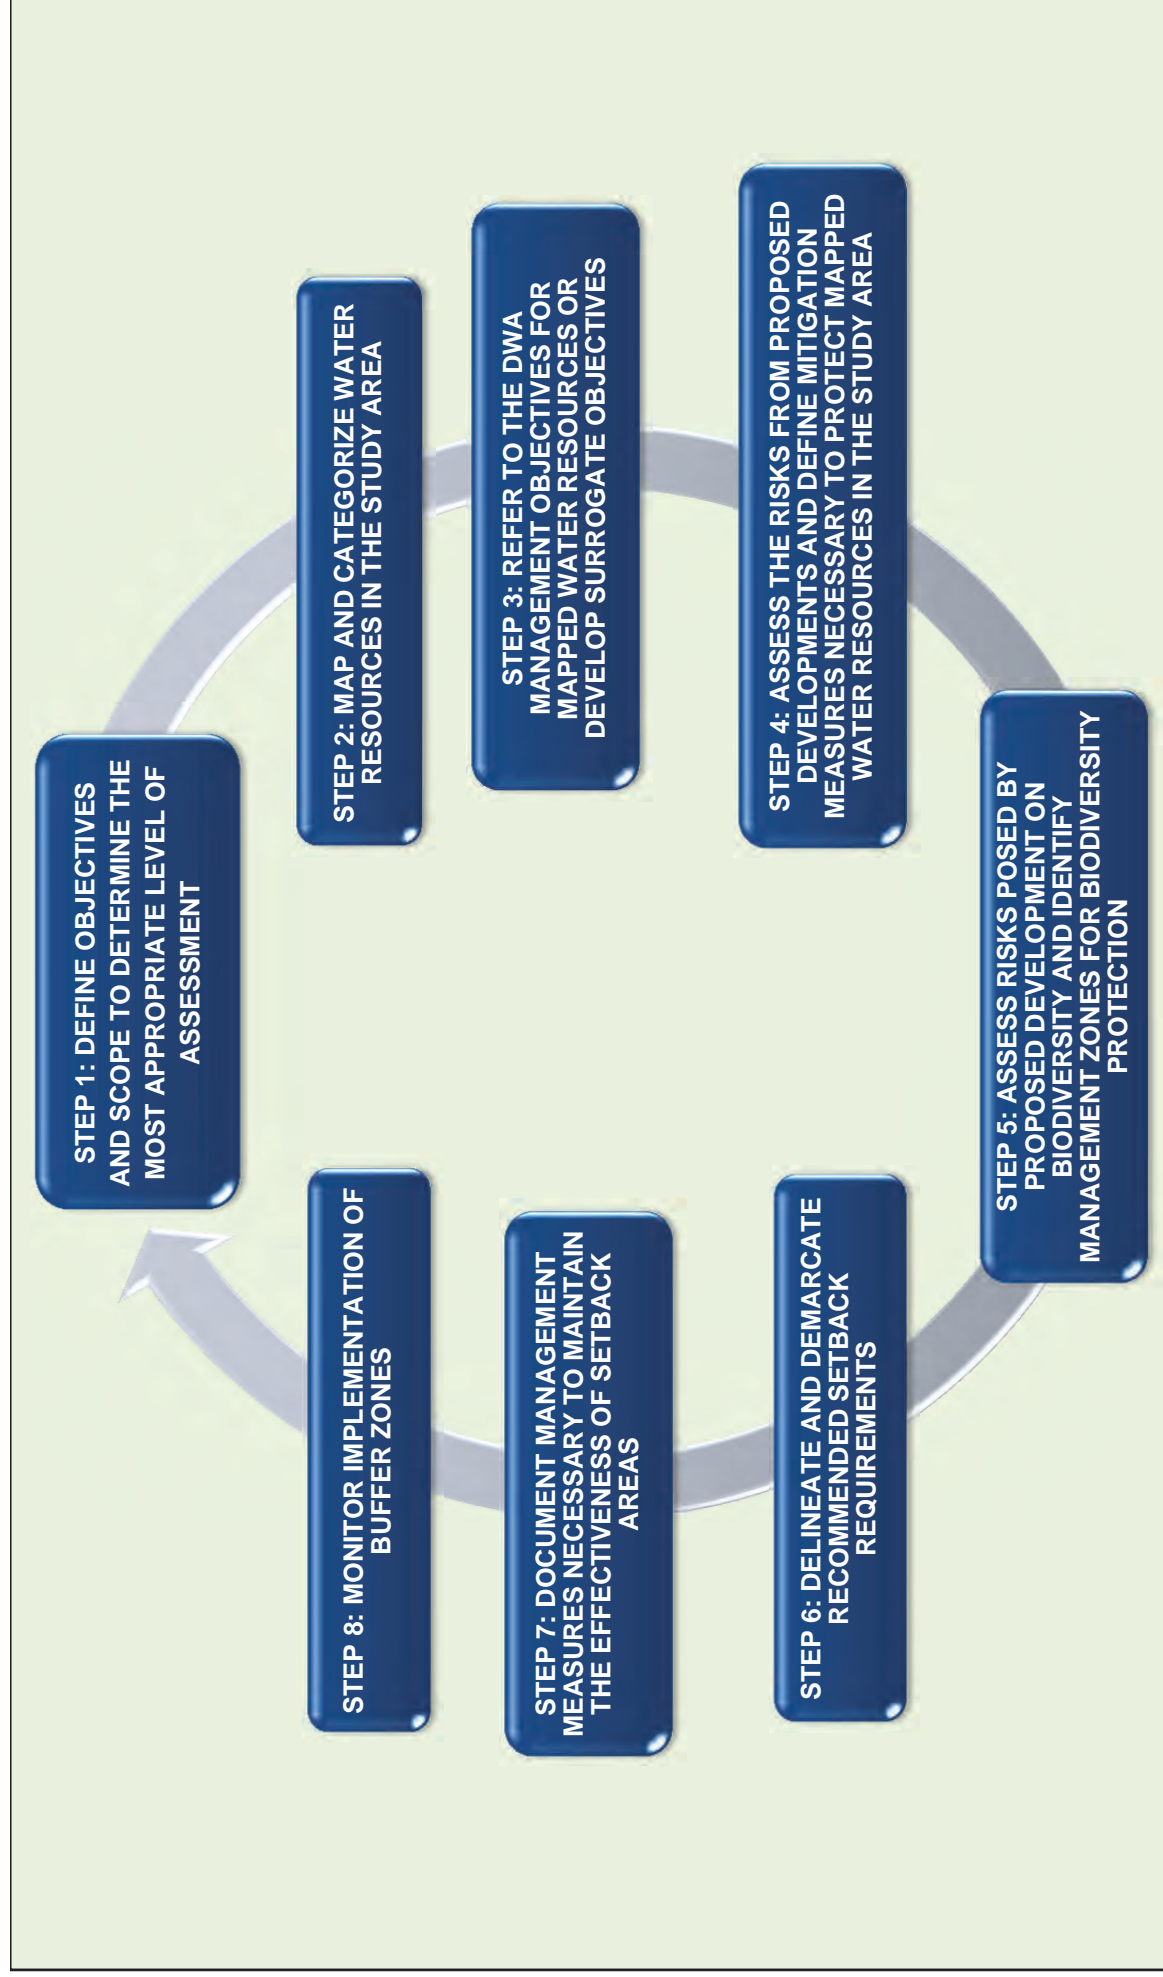 STEP 1: DEFINE OBJECTIVES
AND SCOPE TO DETERMINE THE
MOST APPROPRIATE LEVEL OF
ASSESSMENT
STEP 2: MAP AND CATEGORIZE WATER
RESOURCES IN THE STUDY AREA
STEP 3: REFER TO THE DWA
MANAGEMENT OBJECTIVES FOR
MAPPED WATER RESOURCES OR
DEVELOP SURROGATE OBJECTIVES
STEP 4: ASSESS THE RISKS FROM PROPOSED
DEVELOPMENTS AND DEFINE MITIGATION
MEASURES NECESSARY TO PROTECT MAPPED
WATER RESOURCES IN THE STUDY AREA
STEP 5: ASSESS RISKS POSED BY
PROPOSED DEVELOPMENT ON
BIODIVERSITY AND IDENTIFY
MANAGEMENT ZONES FOR BIODIVERSITY
PROTECTION
STEP 6: DELINEATE AND DEMARCATE
RECOMMENDED SETBACK
REQUIREMENTS
STEP 7: DOCUMENT MANAGEMENT
MEASURES NECESSARY TO MAINTAIN
THE EFFECTIVENESS OF SETBACK
AREAS
STEP 8: MONITOR IMPLEMENTATION OF
BUFFER ZONES